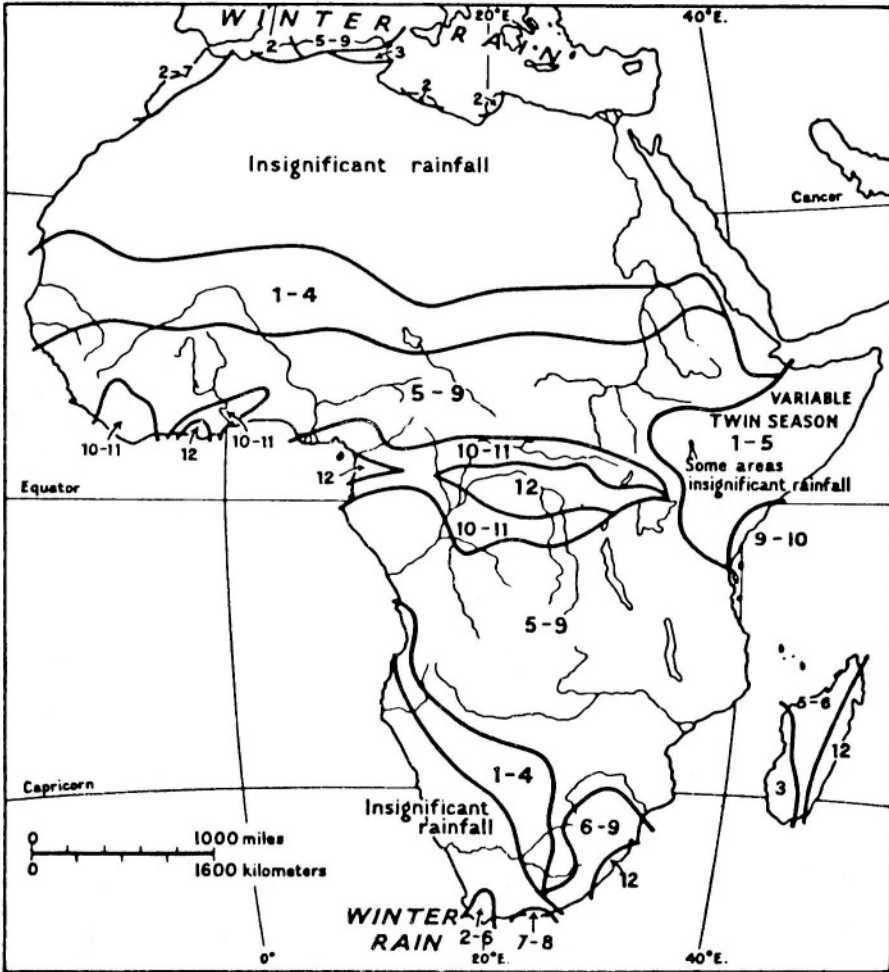 20°E
40°E.
WINTER
RAIN
2
5-9
3
2-7
2
2
Insignificant rainfall
Cancer
1-4
5-9
VARIABLE
TWIN SEASON
1-5
Some areas
insignificant rainfall
10-11
12
10-11
10-11
12
12
Equator
10-11
9-10
5-9
5-6
12
3
1-4
Capricorn
Insignificant
rainfall
6-9
0 1000 miles
0 1600 kilometers
12
WINTER
RAIN
2-6
7-8
0°
20°E.
40°E.